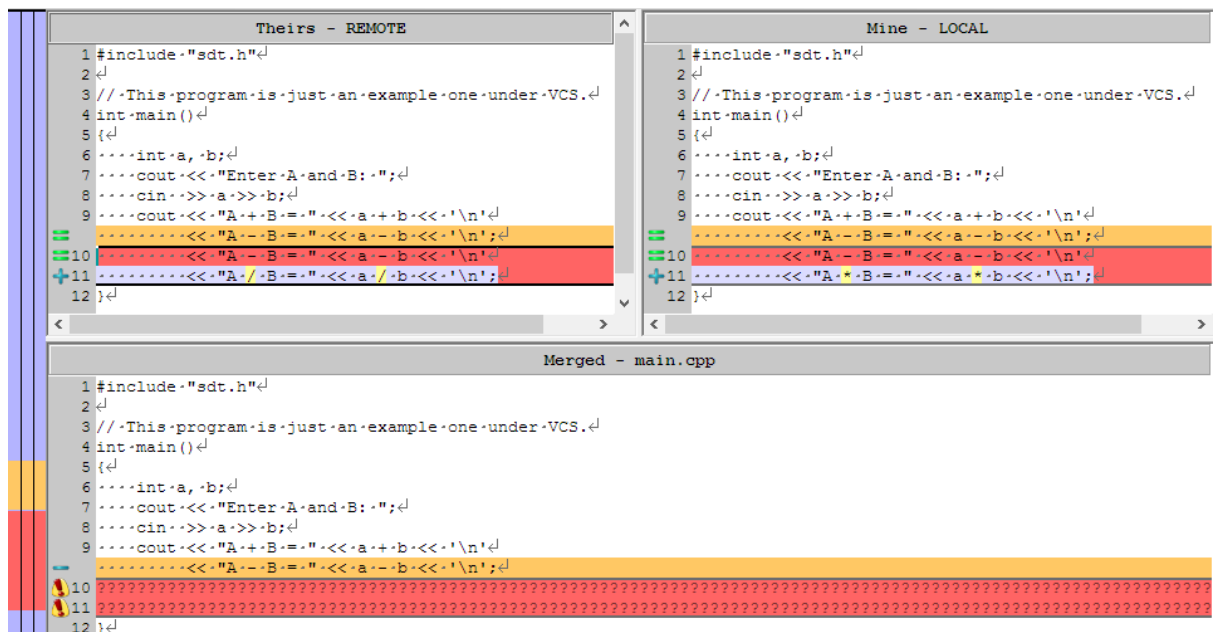 Theirs - REMOTE
1 #include "sdt.h"
2
3 // This program is just an example one under VCS.
4 int main()
5 {
6     int a, b;
7     cout << "Enter A and B: ";
8     cin  >> a >> b;
9     cout << "A + B = " << a + b << '\n'
         << "A - B = " << a - b << '\n';
10          << "A - B = " << a - b << '\n'
11          << "A / B = " << a / b << '\n';
12 }
Mine - LOCAL
1 #include "sdt.h"
2
3 // This program is just an example one under VCS.
4 int main()
5 {
6     int a, b;
7     cout << "Enter A and B: ";
8     cin  >> a >> b;
9     cout << "A + B = " << a + b << '\n'
         << "A - B = " << a - b << '\n';
10          << "A - B = " << a - b << '\n'
11          << "A * B = " << a * b << '\n';
12 }
Merged - main.cpp
1 #include "sdt.h"
2
3 // This program is just an example one under VCS.
4 int main()
5 {
6     int a, b;
7     cout << "Enter A and B: ";
8     cin  >> a >> b;
9     cout << "A + B = " << a + b << '\n'
         << "A - B = " << a - b << '\n';
10 ???????????????????????????????????????????????????????????????????????????????????????????????????????????????
11 ???????????????????????????????????????????????????????????????????????????????????????????????????????????????
12 }